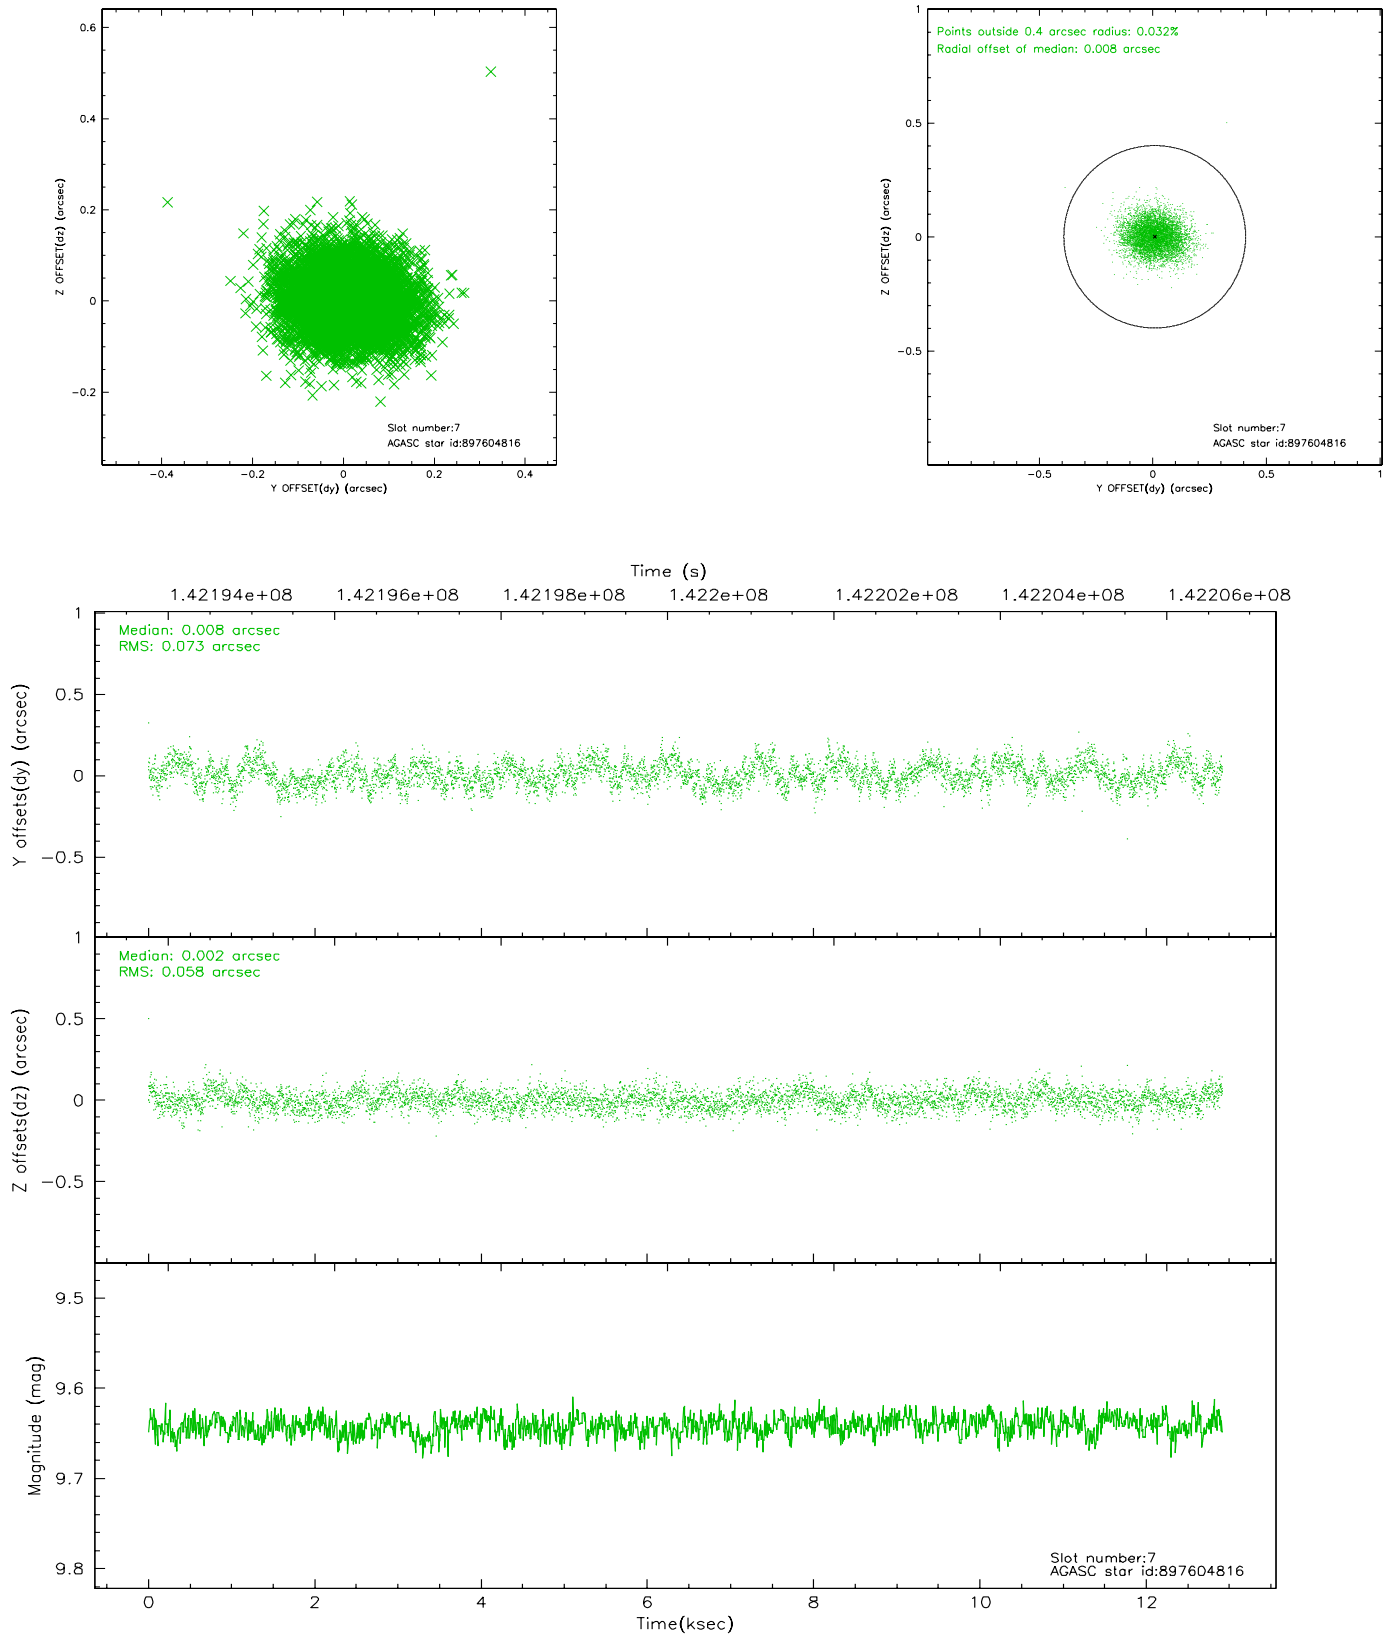 0.6
0.4
0.2
0
−0.2
Z OFFSET(dz) (arcsec)
Slot number:7
AGASC star id:897604816
−0.4 −0.2 0 0.2 0.4
Y OFFSET(dy) (arcsec)
1
0.5
0
−0.5
Z OFFSET(dz) (arcsec)
Points outside 0.4 arcsec radius: 0.032%
Radial offset of median: 0.008 arcsec
Slot number:7
AGASC star id:897604816
−0.5 0 0.5 1
Y OFFSET(dy) (arcsec)
Time (s)
1.42194e+08 1.42196e+08 1.42198e+08 1.422e+08 1.42202e+08 1.42204e+08 1.42206e+08
1
0.5
0
−0.5
Y offsets(dy) (arcsec)
Median: 0.008 arcsec
RMS: 0.073 arcsec
1
0.5
0
−0.5
Z offsets(dz) (arcsec)
Median: 0.002 arcsec
RMS: 0.058 arcsec
9.5
9.6
9.7
9.8
Magnitude (mag)
Slot number:7
AGASC star id:897604816
0 2 4 6 8 10 12
Time(ksec)